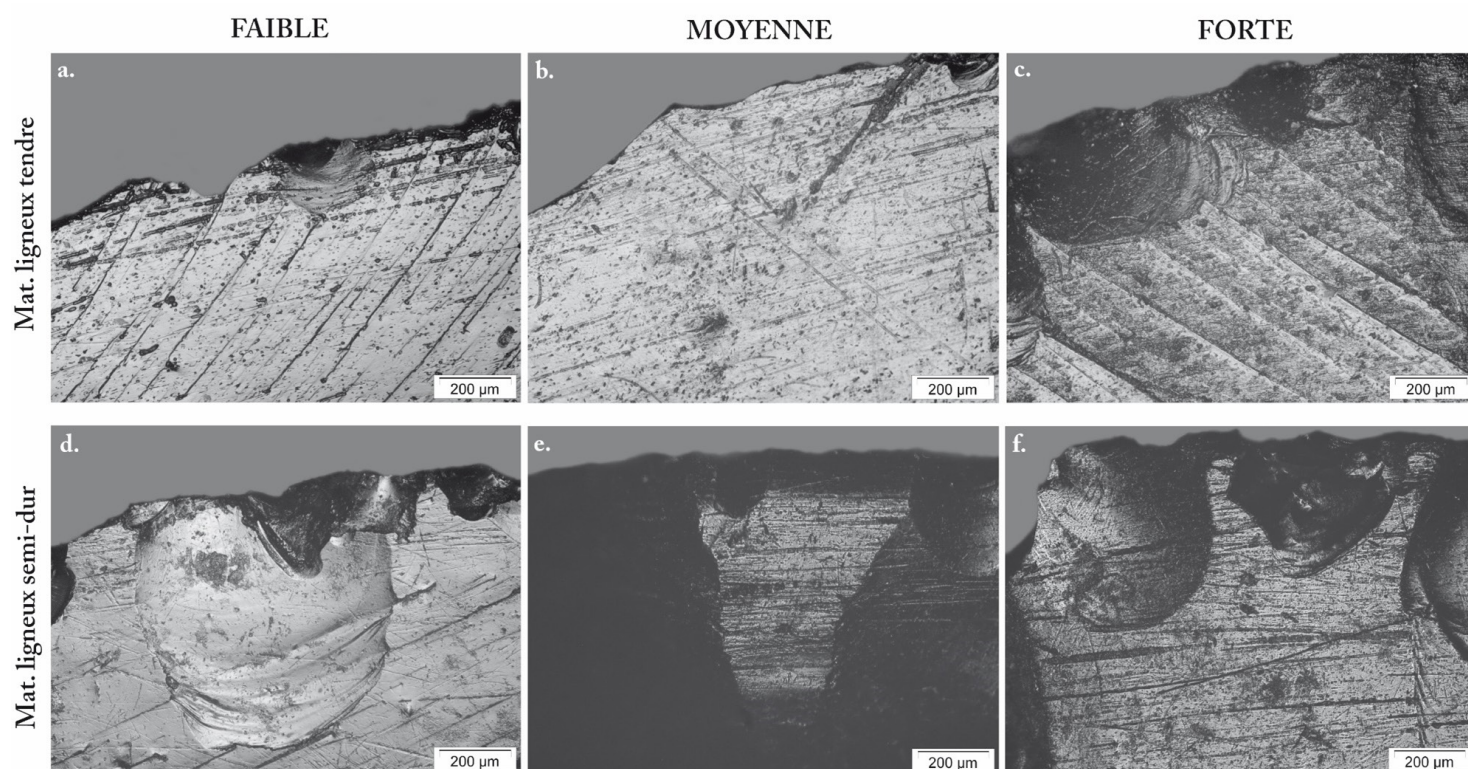 FAIBLE
MOYENNE
FORTE
Mat. ligneux tendre
a.
b.
c.
200 µm
200 µm
200 µm
Mat. ligneux semi-dur
d.
e.
f.
200 µm
200 µm
200 µm